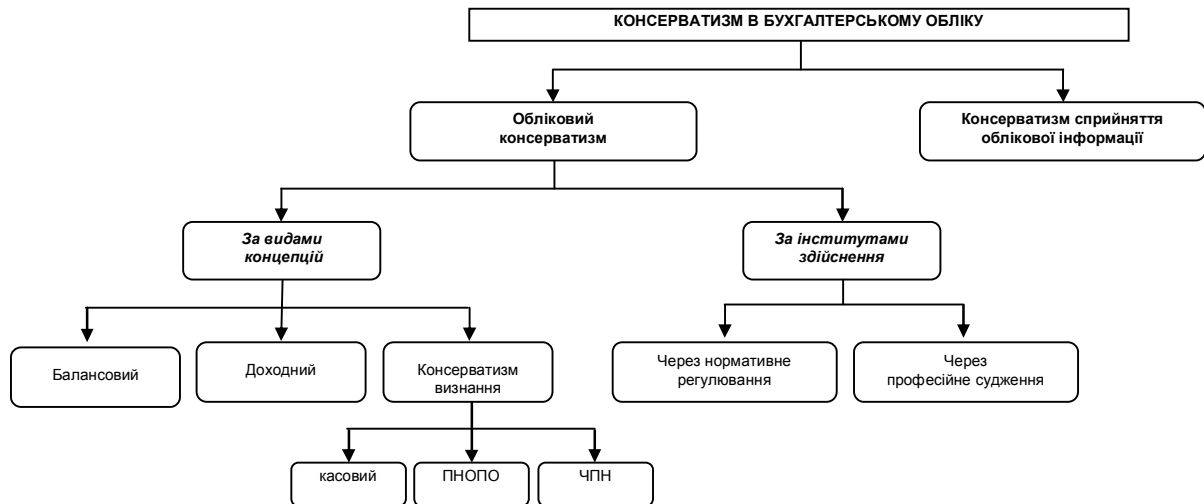 КОНСЕРВАТИЗМ В БУХГАЛТЕРСЬКОМУ ОБЛІКУ
Обліковий
консерватизм
Консерватизм сприйняття
облікової інформації
За видами
концепцій
За інститутами
здійснення
Балансовий
Доходний
Консерватизм
визнання
Через нормативне
регулювання
Через
професійне судження
касовий
ПНОПО
ЧПН